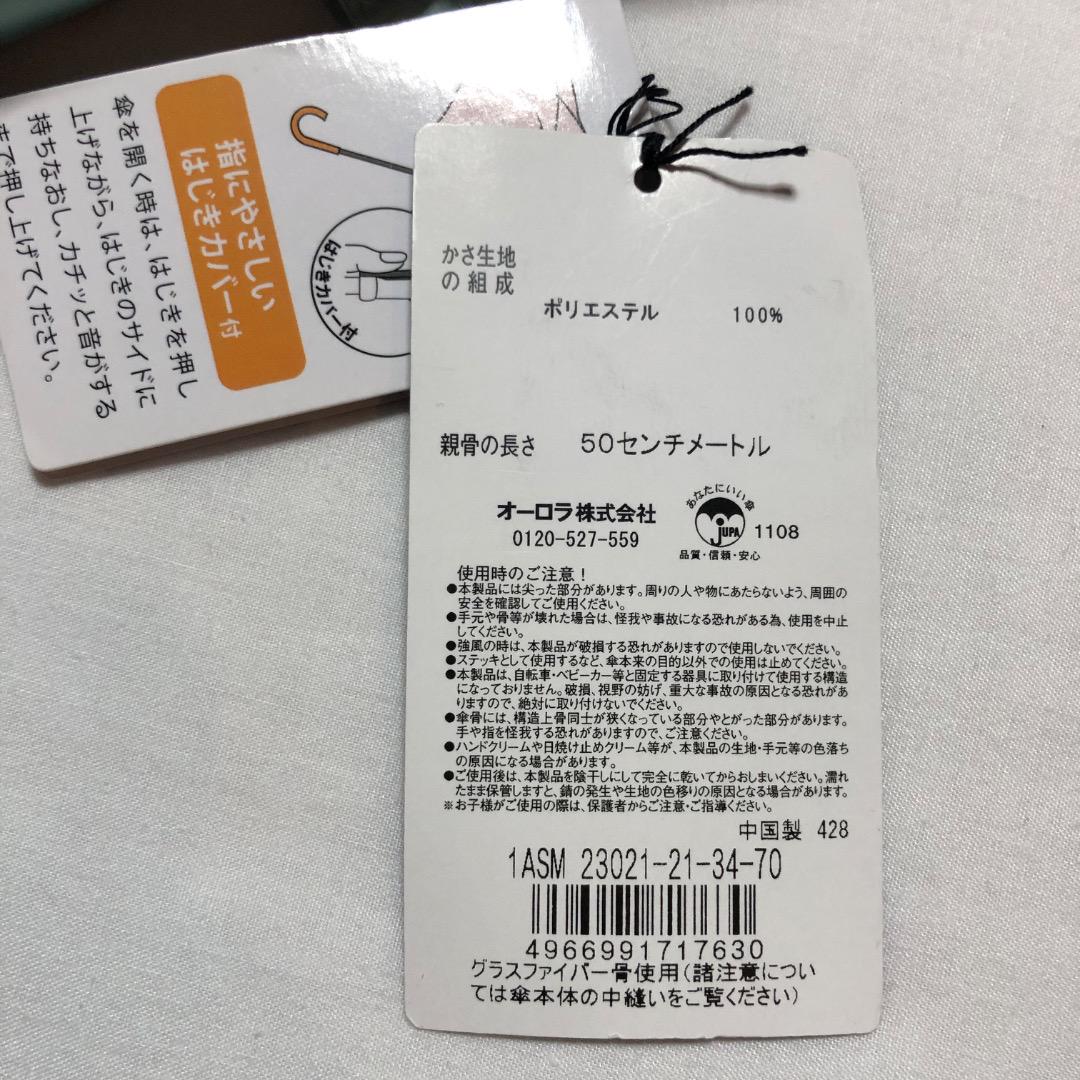 指にやさしい
はじきカバー付
傘を開く時は、はじきを押し
上げながら、はじきのサイドに
持ちなおし、カチッと音がする
まで押し上げてください。
はじきカバー付
かさ生地
の組成
ポリエステル 100%
親骨の長さ 50センチメートル
オーロラ株式会社
0120-527-559
あなたにいい傘
JUPA
1108
品質・信頼・安心
使用時のご注意！
●本製品には尖った部分があります。周りの人や物にあたらないよう、周囲の
安全を確認してご使用ください。
●手元や骨等が壊れた場合は、怪我や事故になる恐れがある為、使用を中止
してください。
●強風の時は、本製品が破損する恐れがありますので使用しないでください。
●ステッキとして使用するなど、傘本来の目的以外での使用は止めてください。
●本製品は、自転車・ベビーカー等と固定する器具に取り付けて使用する構造
になっておりません。破損、視野の妨げ、重大な事故の原因となる恐れがあ
りますので、絶対に取り付けないでください。
●傘骨には、構造上骨同士が狭くなっている部分やとがった部分があります。
手や指を怪我する恐れがありますので、ご注意ください。
●ハンドクリームや日焼け止めクリーム等が、本製品の生地・手元等の色落ち
の原因になる場合があります。
●ご使用後は、本製品を陰干しにして完全に乾いてからおしまいください。濡れ
たまま保管しますと、錆の発生や生地の色移りの原因となる場合があります。
※お子様がご使用の際は、保護者からご注意・ご指導ください。
中国製 428
1ASM 23021-21-34-70
4966991717630
グラスファイバー骨使用(諸注意につい
ては傘本体の中縫いをご覧ください)